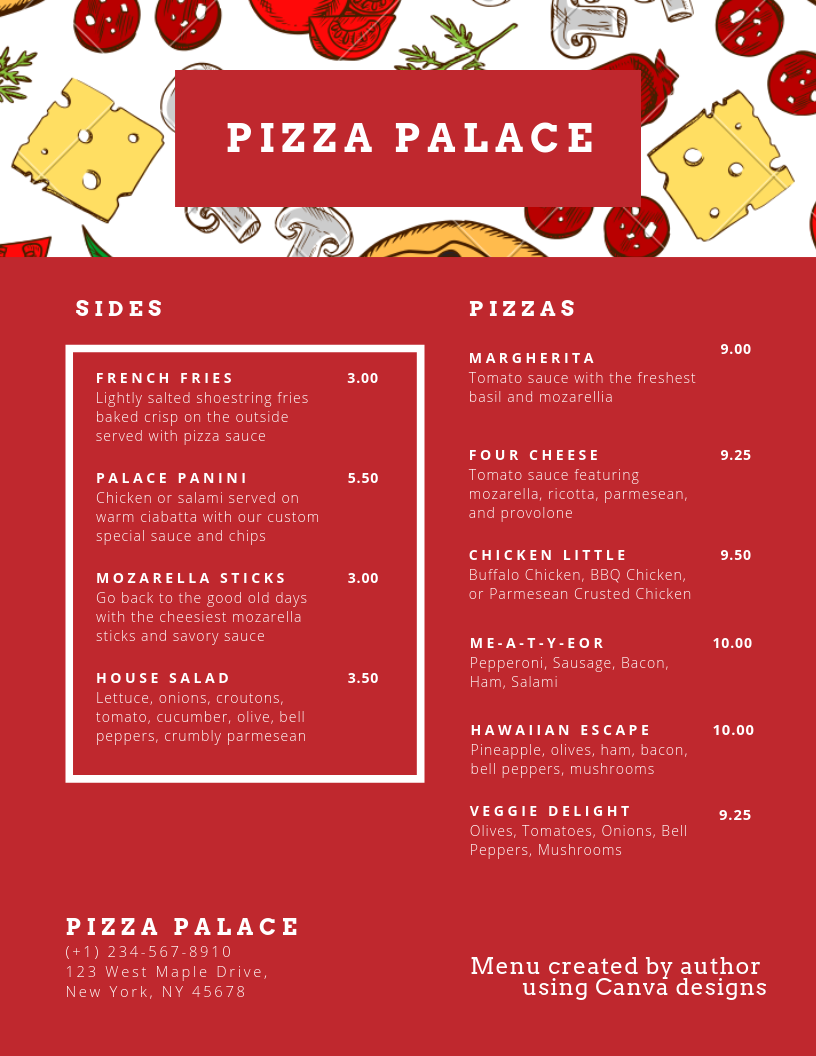 PIZZA PALACE
SIDES
FRENCH FRIES 3.00
Lightly salted shoestring fries
baked crisp on the outside
served with pizza sauce
PALACE PANINI 5.50
Chicken or salami served on
warm ciabatta with our custom
special sauce and chips
MOZARELLA STICKS 3.00
Go back to the good old days
with the cheesiest mozarella
sticks and savory sauce
HOUSE SALAD 3.50
Lettuce, onions, croutons,
tomato, cucumber, olive, bell
peppers, crumbly parmesean
PIZZAS
MARGHERITA 9.00
Tomato sauce with the freshest
basil and mozarellia
FOUR CHEESE 9.25
Tomato sauce featuring
mozarella, ricotta, parmesean,
and provolone
CHICKEN LITTLE 9.50
Buffalo Chicken, BBQ Chicken,
or Parmesean Crusted Chicken
ME-A-T-Y-EOR 10.00
Pepperoni, Sausage, Bacon,
Ham, Salami
HAWAIIAN ESCAPE 10.00
Pineapple, olives, ham, bacon,
bell peppers, mushrooms
VEGGIE DELIGHT 9.25
Olives, Tomatoes, Onions, Bell
Peppers, Mushrooms
PIZZA PALACE
(+1) 234-567-8910
123 West Maple Drive,
New York, NY 45678
Menu created by author
using Canva designs